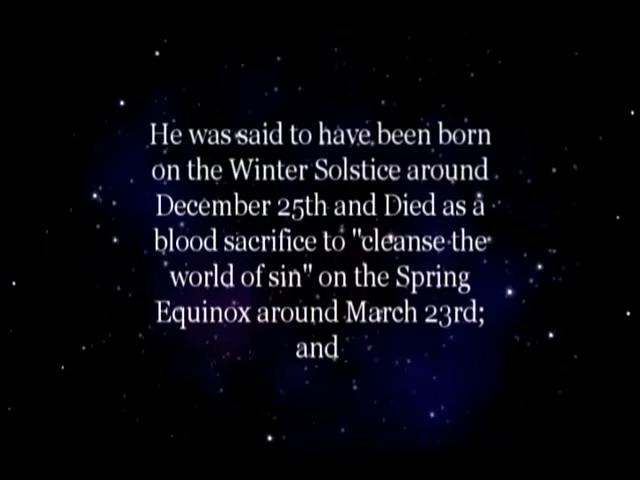 He was said to have been born
on the Winter Solstice around
December 25th and Died as a
blood sacrifice to "cleanse the
world of sin" on the Spring
Equinox around March 23rd;
and